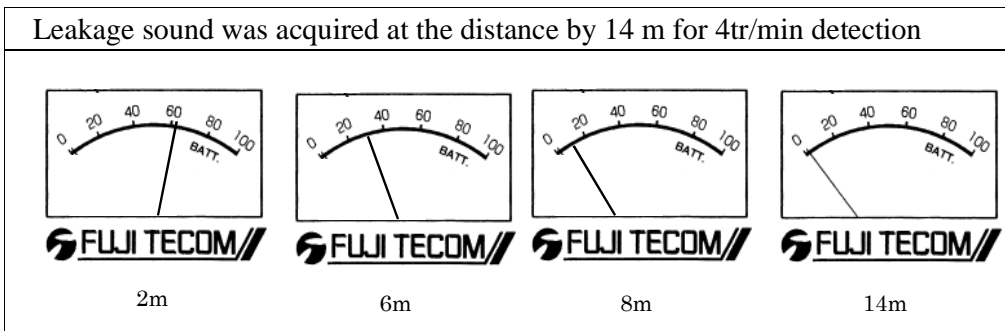 Leakage sound was acquired at the distance by 14 m for 4tr/min detection
0 20 40 60 80 100
BATT.
FUJI TECOM
2m
0 20 40 60 80 100
BATT.
FUJI TECOM
6m
0 20 40 60 80 100
BATT.
FUJI TECOM
8m
0 20 40 60 80 100
BATT.
FUJI TECOM
14m